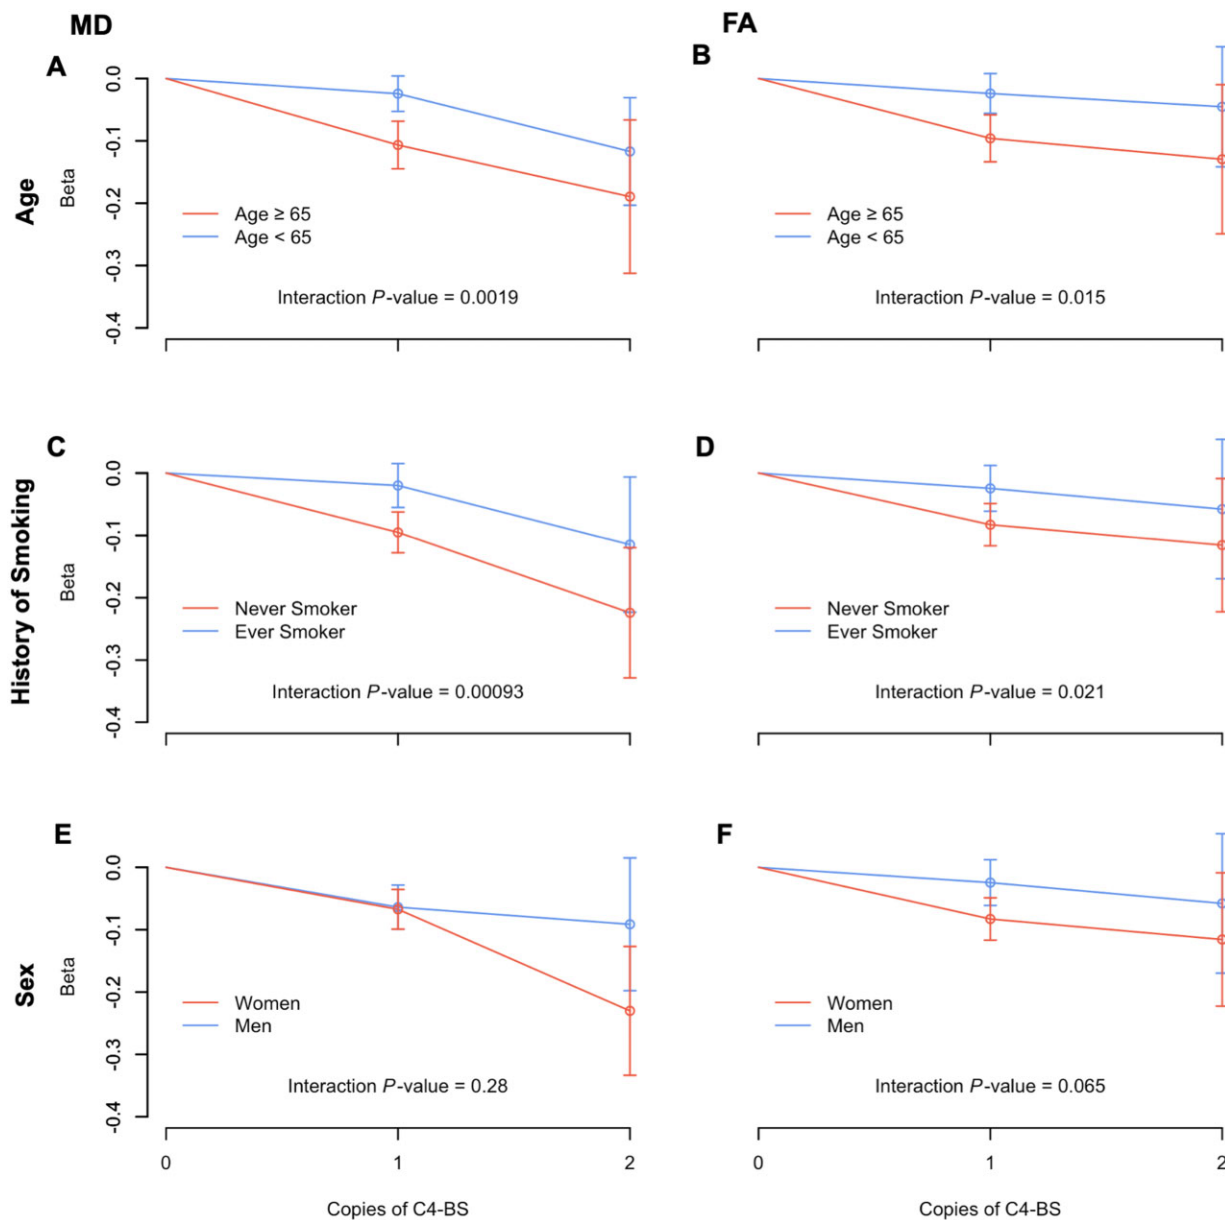 MD
FA
A
B
Age
Beta
0.0
-0.1
-0.2
-0.3
-0.4
Age ≥ 65
Age < 65
Interaction P-value = 0.0019
Age ≥ 65
Age < 65
Interaction P-value = 0.015
C
D
History of Smoking
Beta
0.0
-0.1
-0.2
-0.3
-0.4
Never Smoker
Ever Smoker
Interaction P-value = 0.00093
Never Smoker
Ever Smoker
Interaction P-value = 0.021
E
F
Sex
Beta
0.0
-0.1
-0.2
-0.3
-0.4
Women
Men
Interaction P-value = 0.28
Women
Men
Interaction P-value = 0.065
0 1 2
0 1 2
Copies of C4-BS
Copies of C4-BS